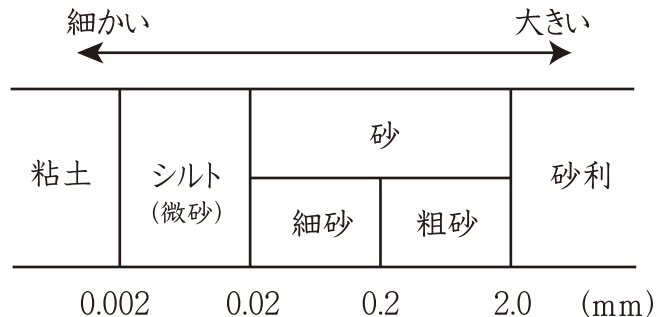 細かい 大きい
砂
粘土 シルト 砂利
(微砂) 細砂 粗砂
0.002 0.02 0.2 2.0 (mm)